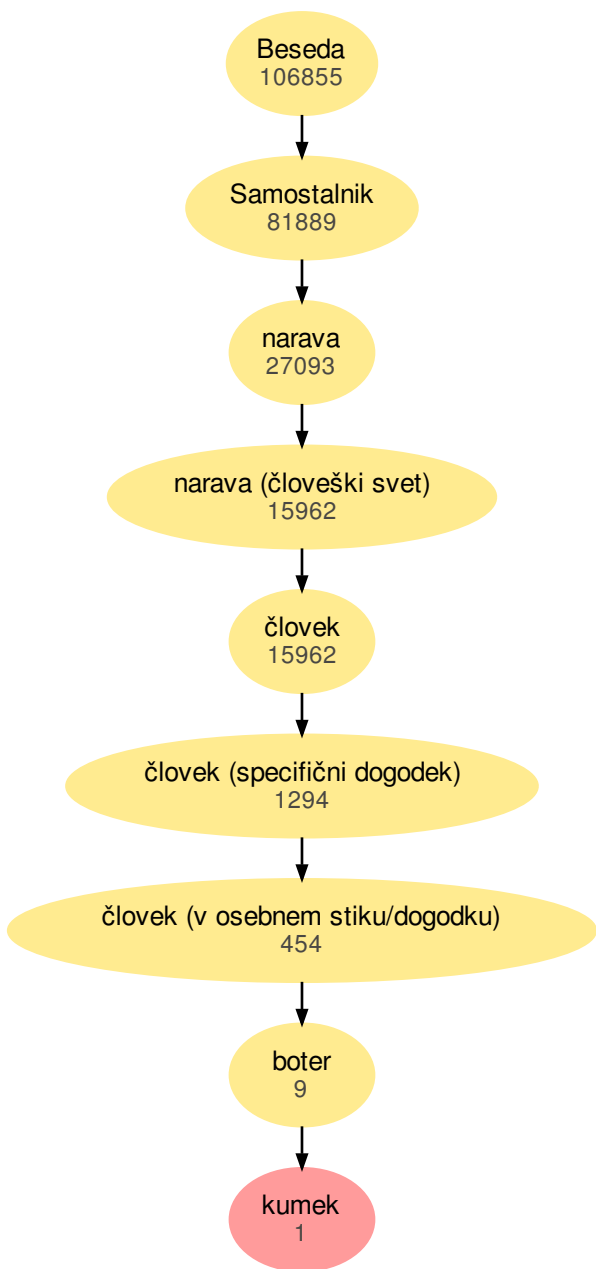 Beseda
106855
Samostalnik
81889
narava
27093
narava (človeški svet)
15962
človek
15962
človek (specifični dogodek)
1294
človek (v osebnem stiku/dogodku)
454
boter
9
kumek
1